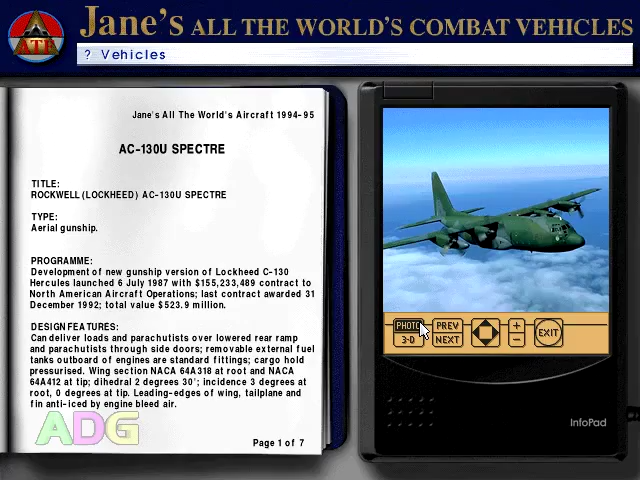 Jane's ALL THE WORLD'S COMBAT VEHICLES
ATF
? Vehicles
Jane's All The World's Aircraft 1994-95
AC-130U SPECTRE
TITLE:
ROCKWELL (LOCKHEED) AC-130U SPECTRE
TYPE:
Aerial gunship.
PROGRAMME:
Development of new gunship version of Lockheed C-130
Hercules launched 6 July 1987 with $155,233,489 contract to
North American Aircraft Operations; last contract awarded 31
December 1992; total value $523.9 million.
DESIGN FEATURES:
Can deliver loads and parachutists over lowered rear ramp
and parachutists through side doors; removable external fuel
tanks outboard of engines are standard fittings; cargo hold
pressurised. Wing section NACA 64A318 at root and NACA
64A412 at tip; dihedral 2 degrees 30'; incidence 3 degrees at
root, 0 degrees at tip. Leading-edges of wing, tailplane and
fin anti-iced by engine bleed air.
ADG
Page 1 of 7
PHOTO
3-D
PREV
NEXT
+
-
EXIT
InfoPad